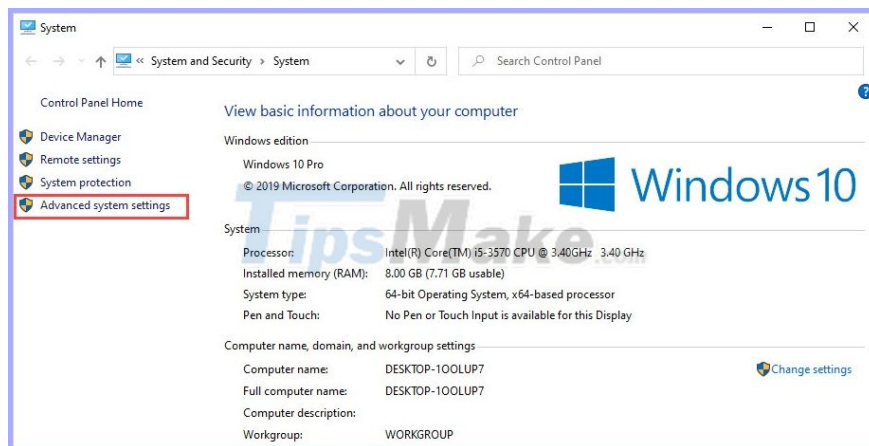 System
« System and Security › System
Search Control Panel
Control Panel Home
Device Manager
Remote settings
System protection
Advanced system settings
?
View basic information about your computer
Windows edition
Windows 10 Pro
© 2019 Microsoft Corporation. All rights reserved.
Windows 10
System
Processor: Intel(R) Core(TM) i5-3570 CPU @ 3.40GHz 3.40 GHz
Installed memory (RAM): 8.00 GB (7.71 GB usable)
System type: 64-bit Operating System, x64-based processor
Pen and Touch: No Pen or Touch Input is available for this Display
TipsMake.com
Computer name, domain, and workgroup settings
Computer name: DESKTOP-1OOLUP7
Change settings
Full computer name: DESKTOP-1OOLUP7
Computer description:
Workgroup: WORKGROUP